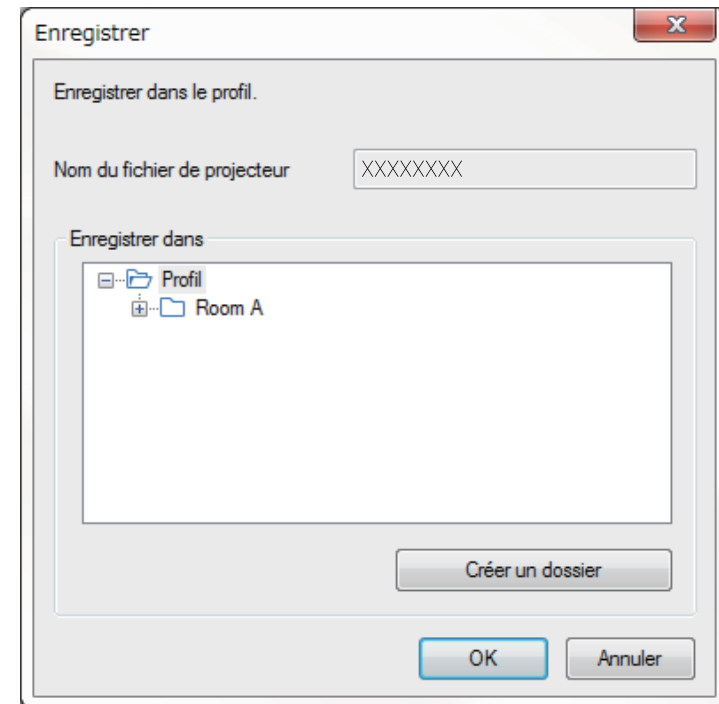 Enregistrer
Enregistrer dans le profil.
Nom du fichier de projecteur XXXXXXXX
Enregistrer dans
Profil
Room A
Créer un dossier
OK Annuler